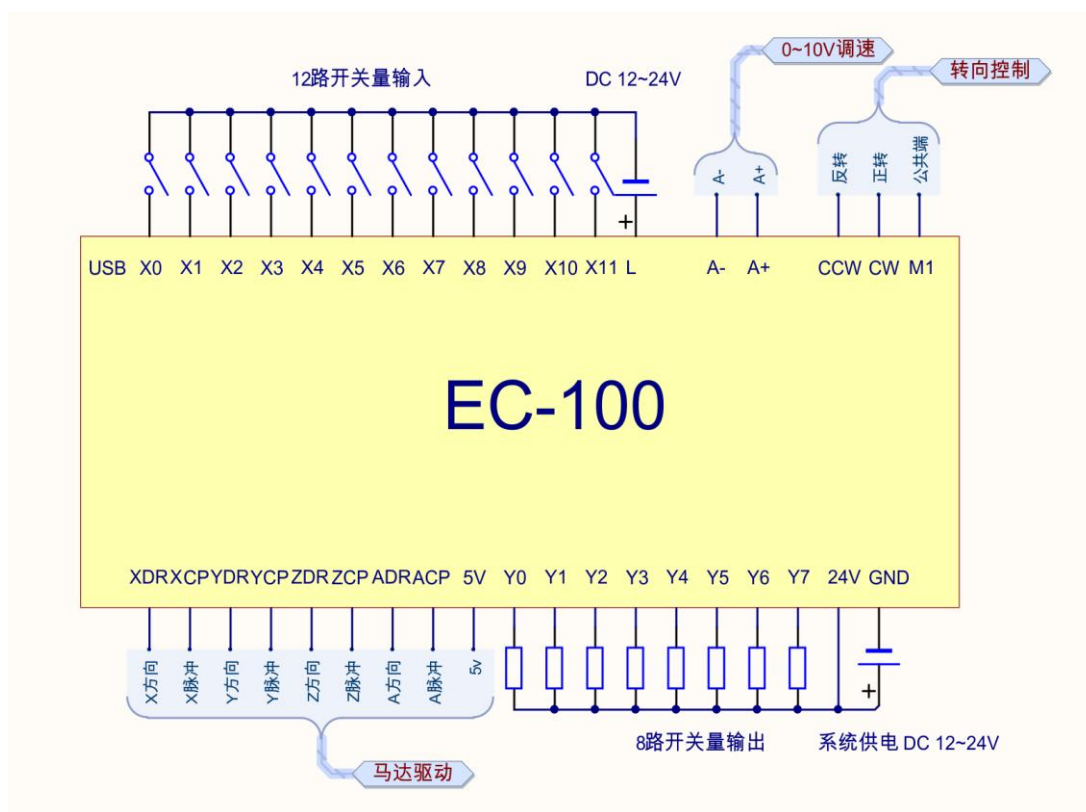 0~10V调速
12路开关量输入
DC 12~24V
转向控制
A-
A+
反转
正转
公共端
+
USB X0 X1 X2 X3 X4 X5 X6 X7 X8 X9 X10 X11 L A- A+ CCW CW M1
EC-100
XDR XCP YDR YCP ZDR ZCP ADR ACP 5V Y0 Y1 Y2 Y3 Y4 Y5 Y6 Y7 24V GND
X方向
X脉冲
Y方向
Y脉冲
Z方向
Z脉冲
A方向
A脉冲
5v
+
8路开关量输出
系统供电 DC 12~24V
马达驱动